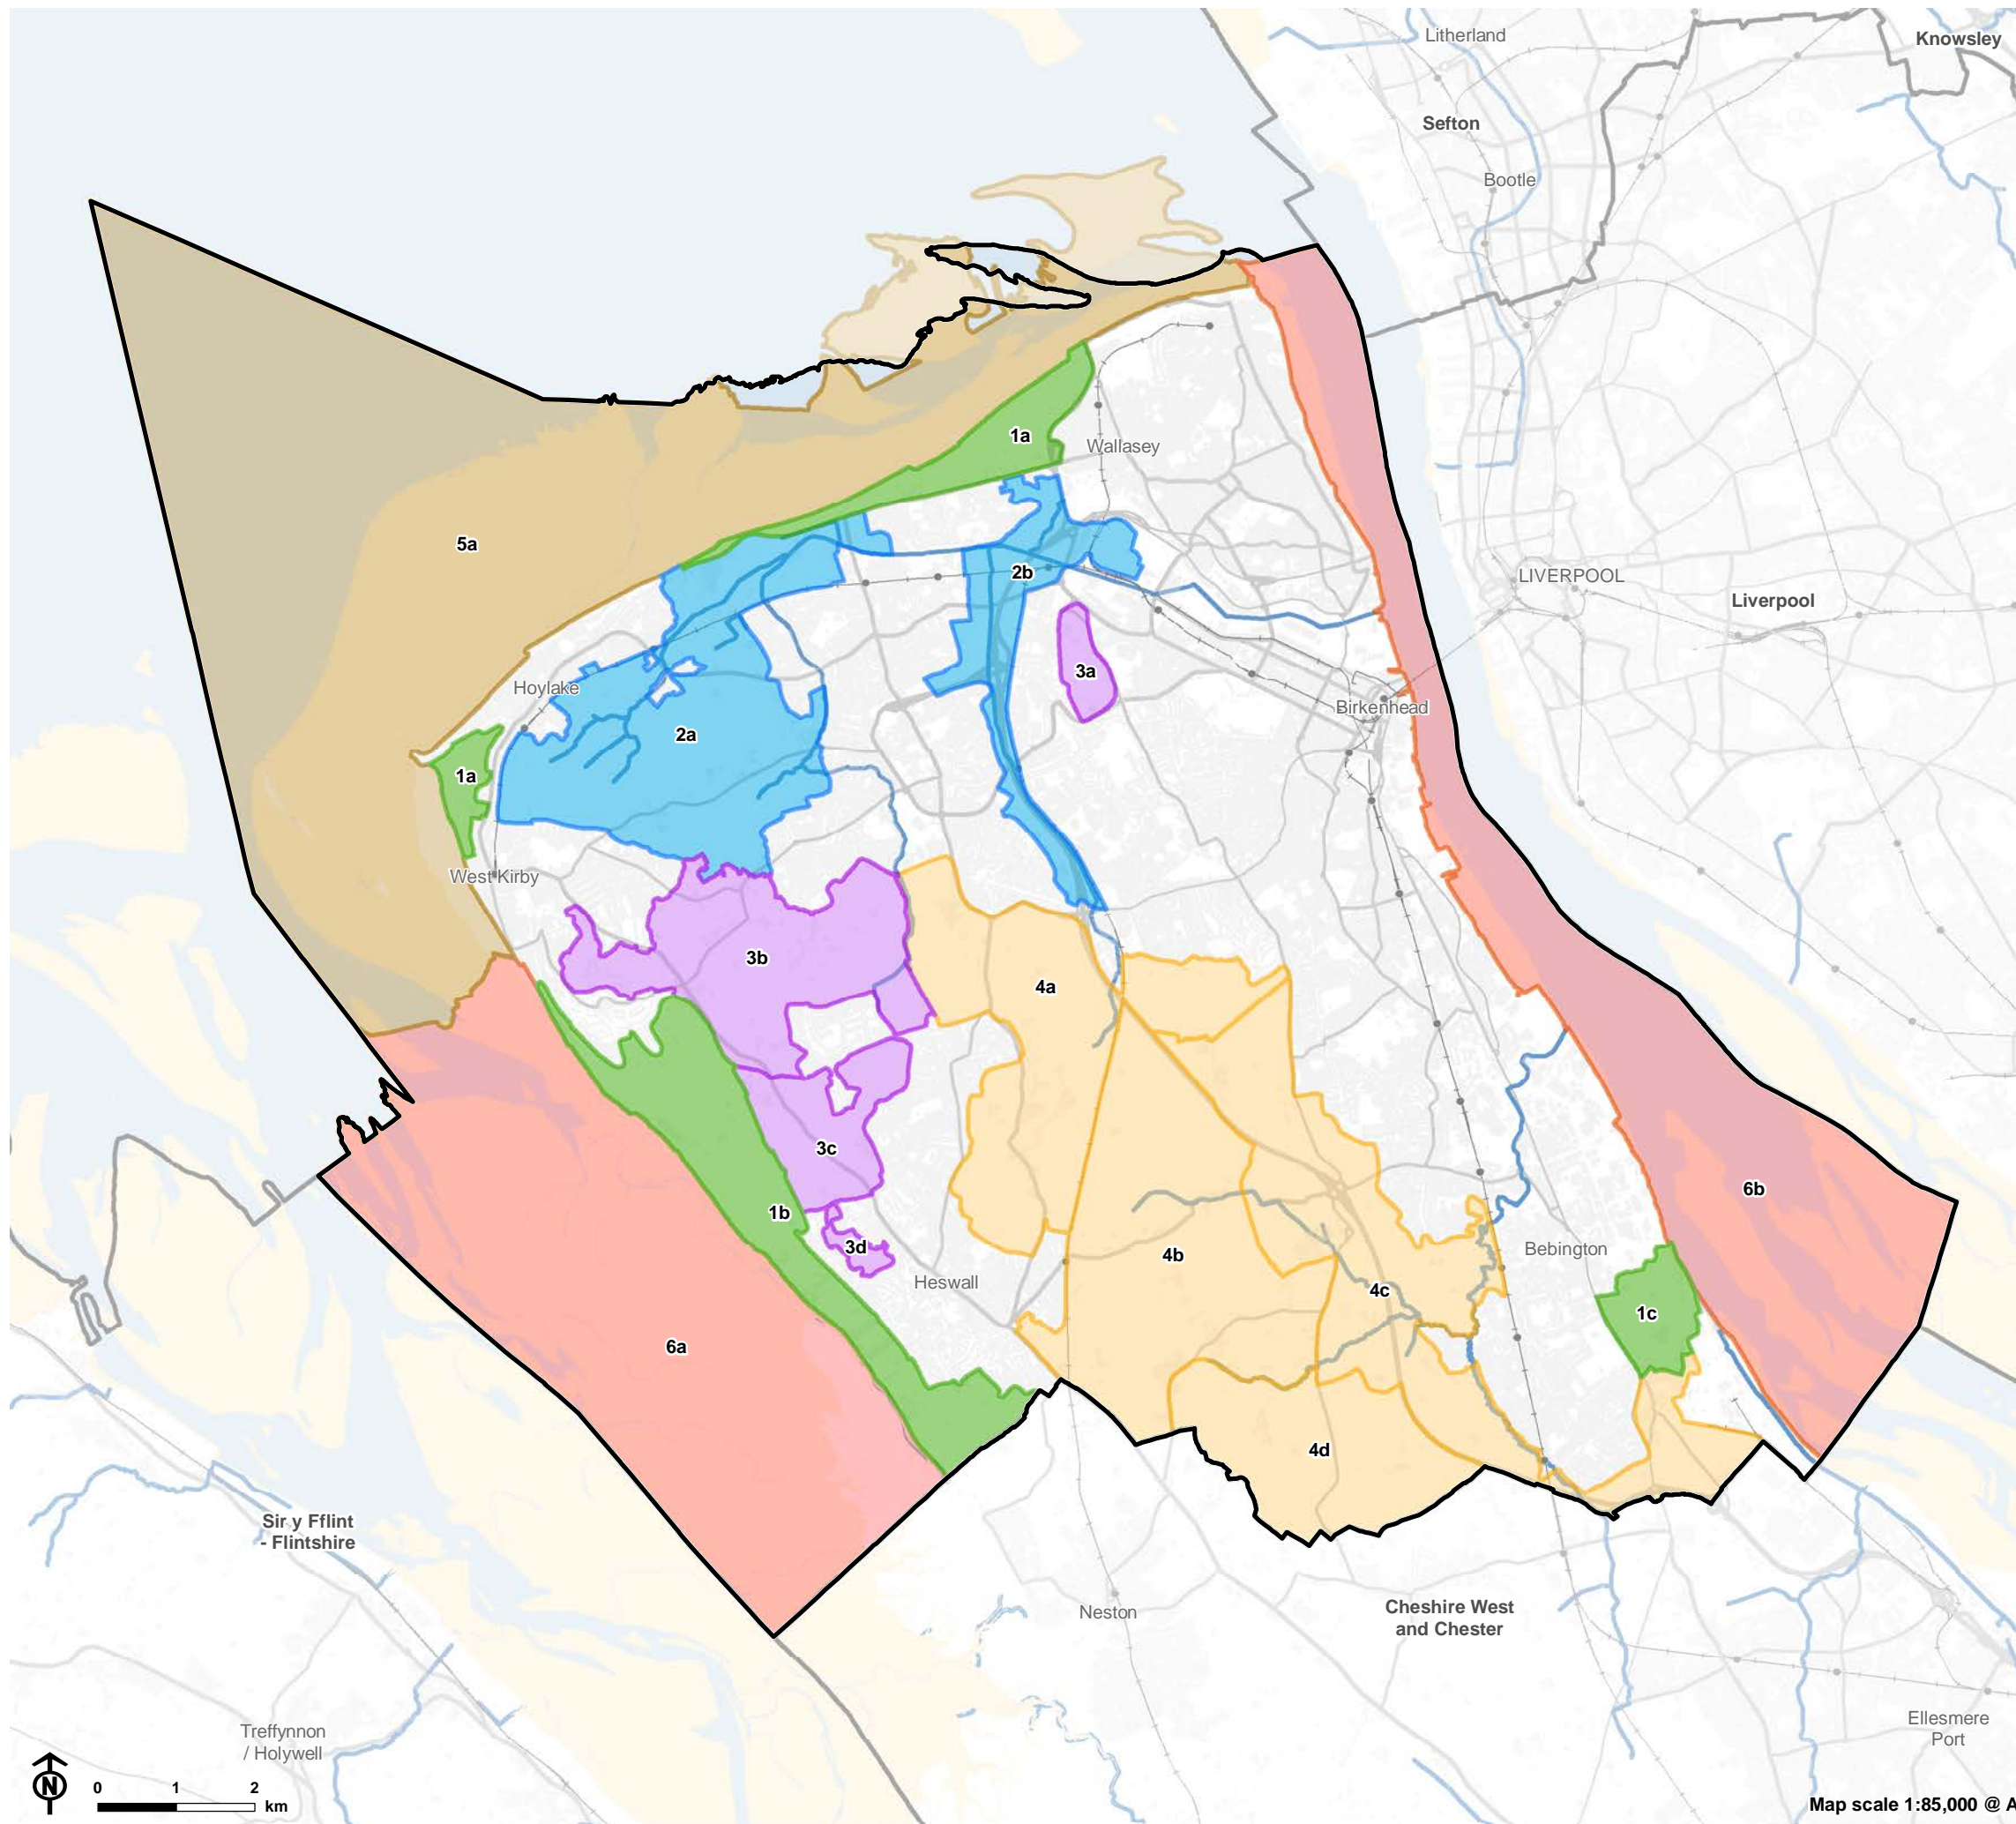 Litherland
Knowsley
Sefton
Bootle
1a
Wallasey
5a
2b
LIVERPOOL
Liverpool
3a
Hoylake
Birkenhead
2a
1a
West Kirby
3b
4a
3c
6b
1b
3d
Bebington
4b
Heswall
4c
1c
6a
4d
Sir y Fflint
- Flintshire
Neston
Cheshire West
and Chester
Treffynnon
/ Holywell
Ellesmere
Port
N
0 1 2
km
Map scale 1:85,000 @ A